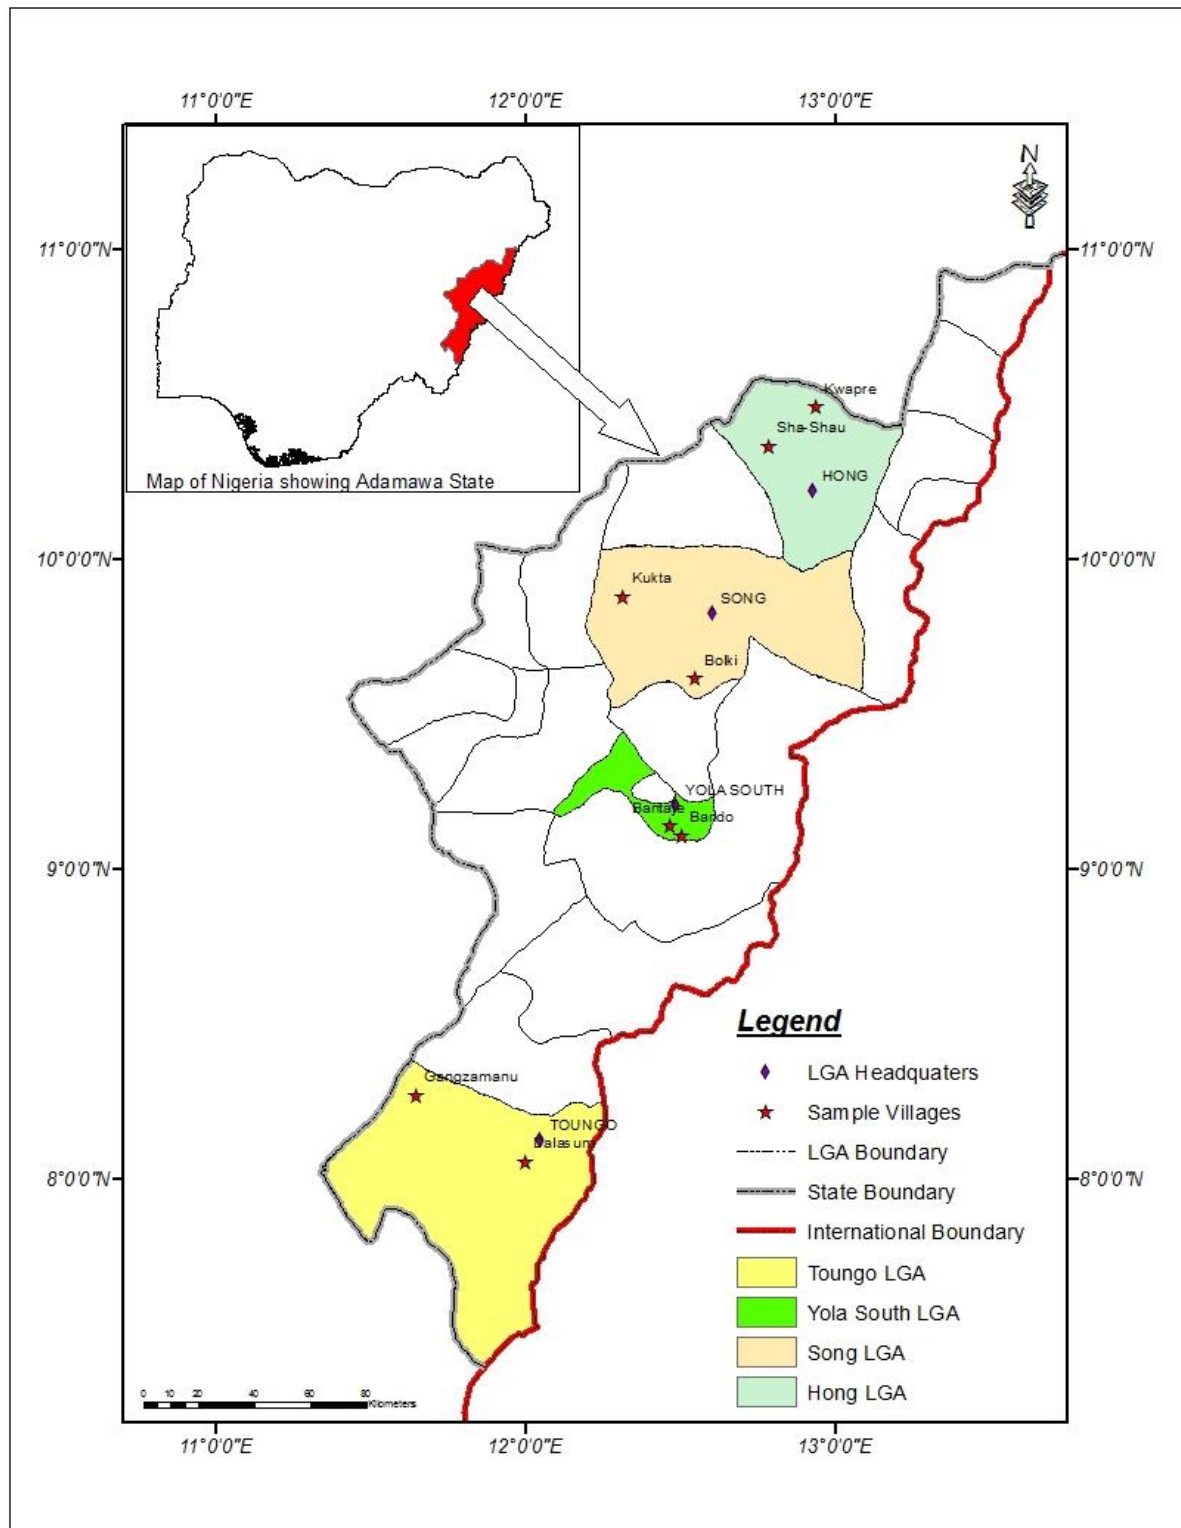 11°0'0"E 12°0'0"E 13°0'0"E
N
11°0'0"N 11°0'0"N
Map of Nigeria showing Adamawa State
Kwapre
Sha-Shau
HONG
10°0'0"N 10°0'0"N
Kukta
SONG
Bolki
YOLA SOUTH
Bando
9°0'0"N 9°0'0"N
Legend
Gangzamanu
LGA Headquaters
Sample Villages
TOUNGO
Dalasum
LGA Boundary
8°0'0"N 8°0'0"N
State Boundary
International Boundary
Toungo LGA
Yola South LGA
Song LGA
Hong LGA
0 10 20 40 60 80
Kilometers
11°0'0"E 12°0'0"E 13°0'0"E